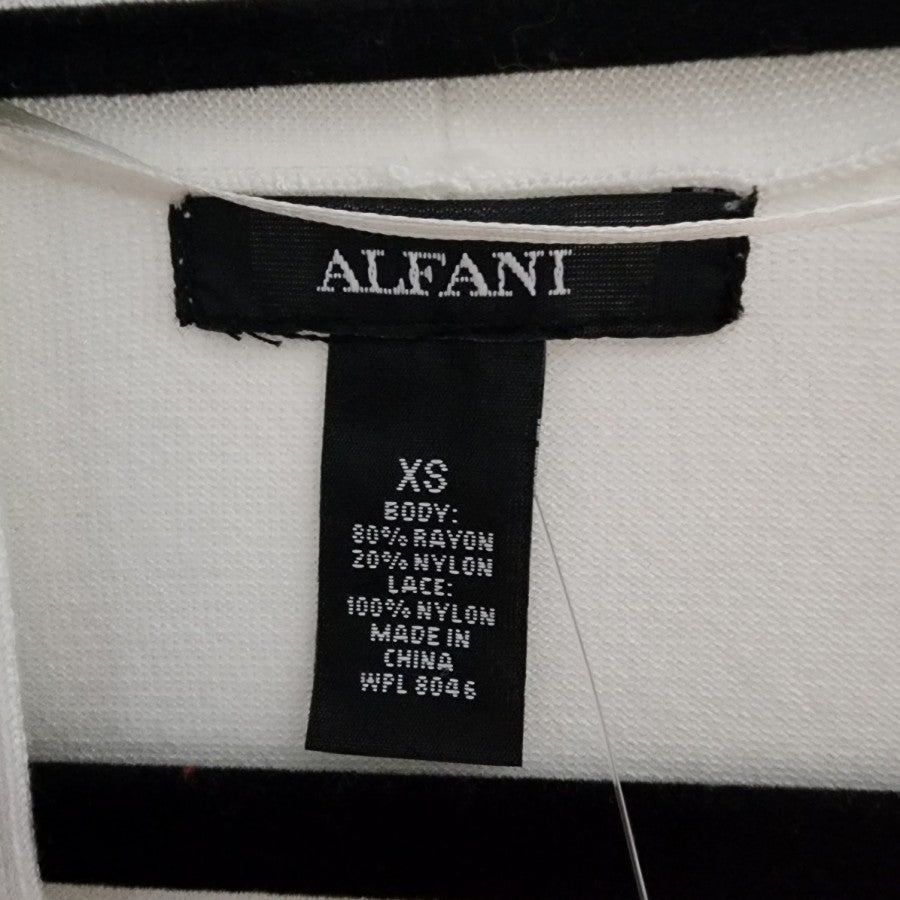 ALFANI
XS
BODY:
80% RAYON
20% NYLON
LACE:
100% NYLON
MADE IN
CHINA
WPL 8046